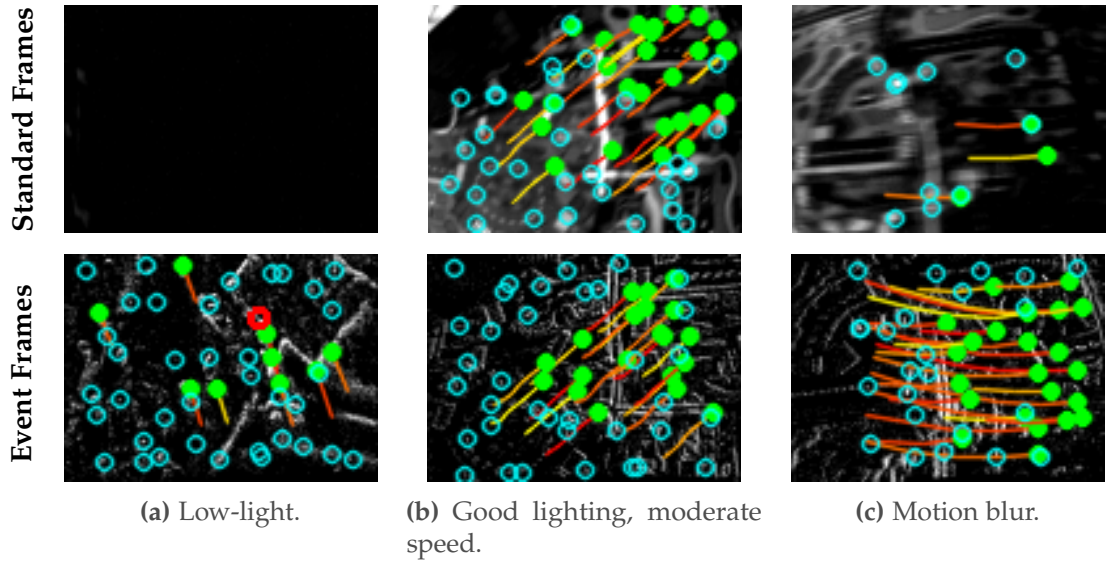 Standard Frames
Event Frames
(a) Low-light.
(b) Good lighting, moderate
speed.
(c) Motion blur.